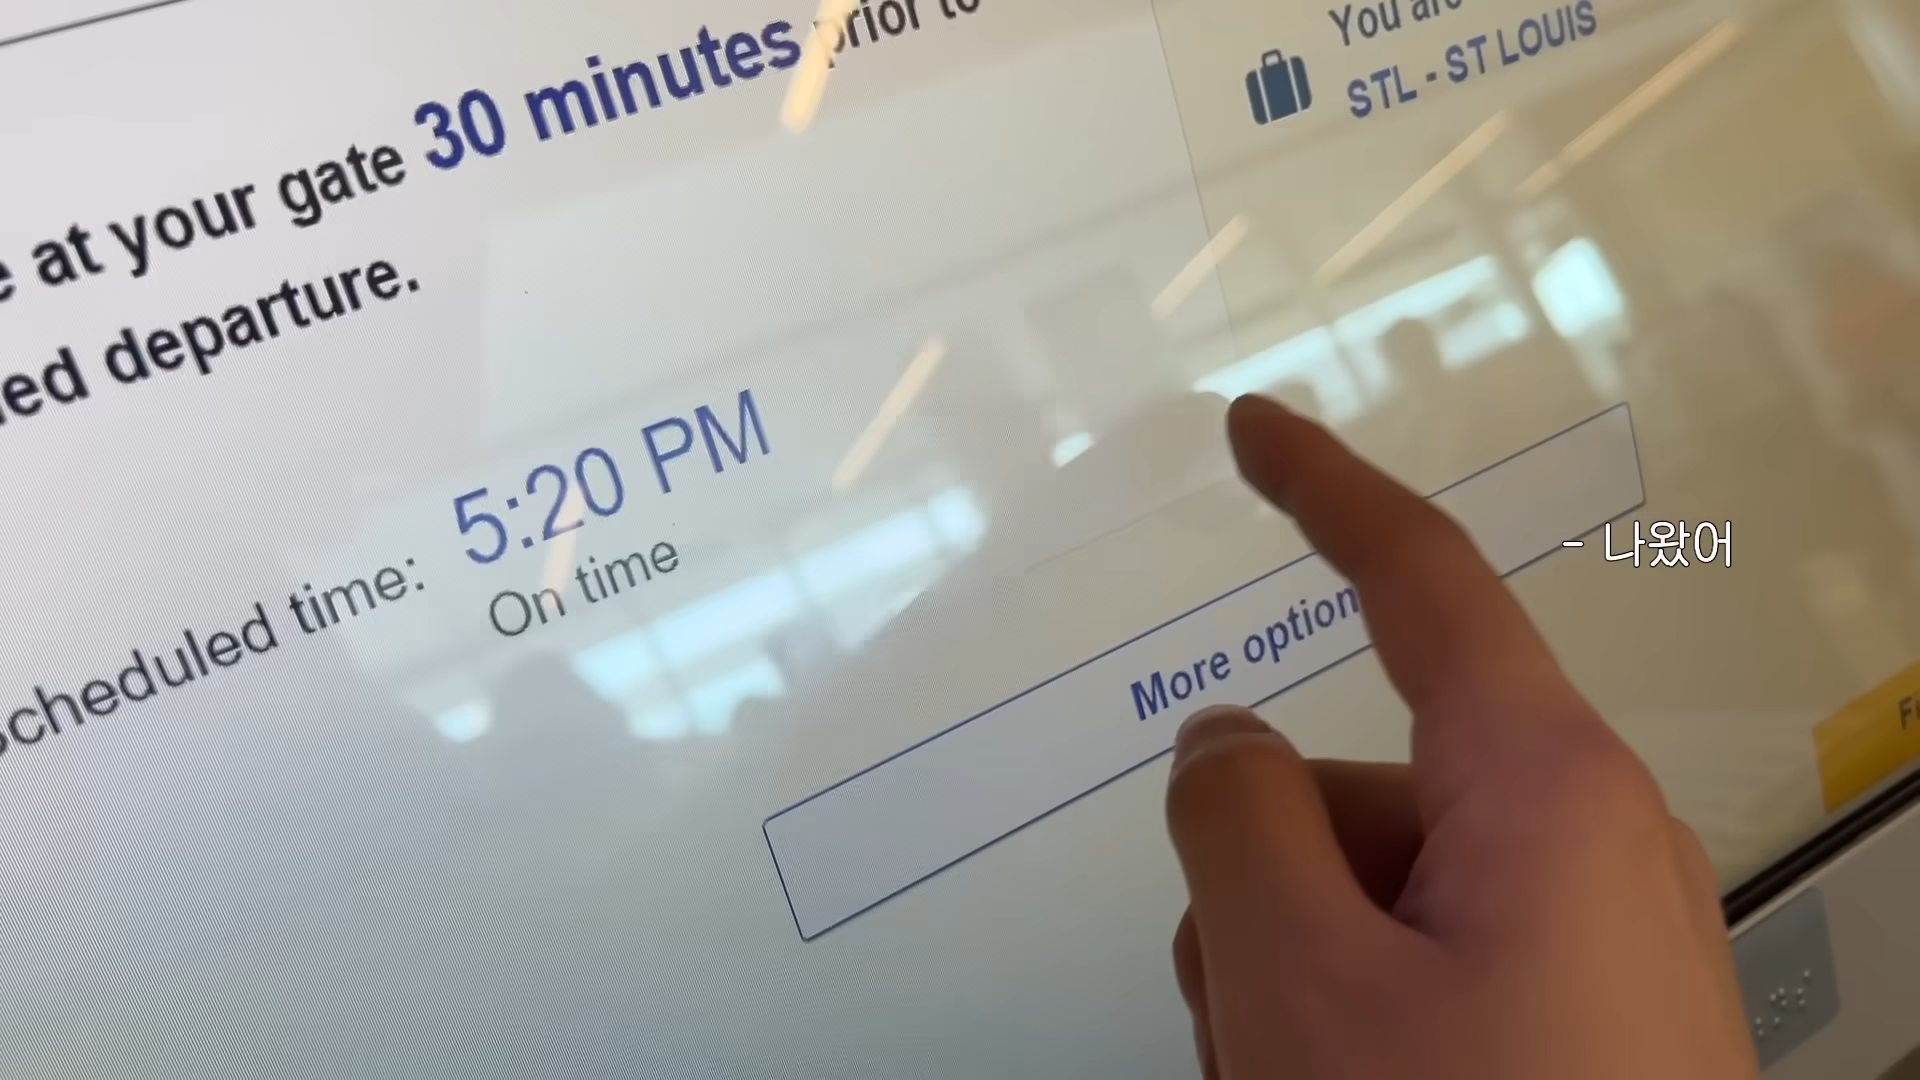 at your gate 30 minutes prior to
departure.
Scheduled time: 5:20 PM
On time
You are
STL - ST LOUIS
More option
- 나왔어